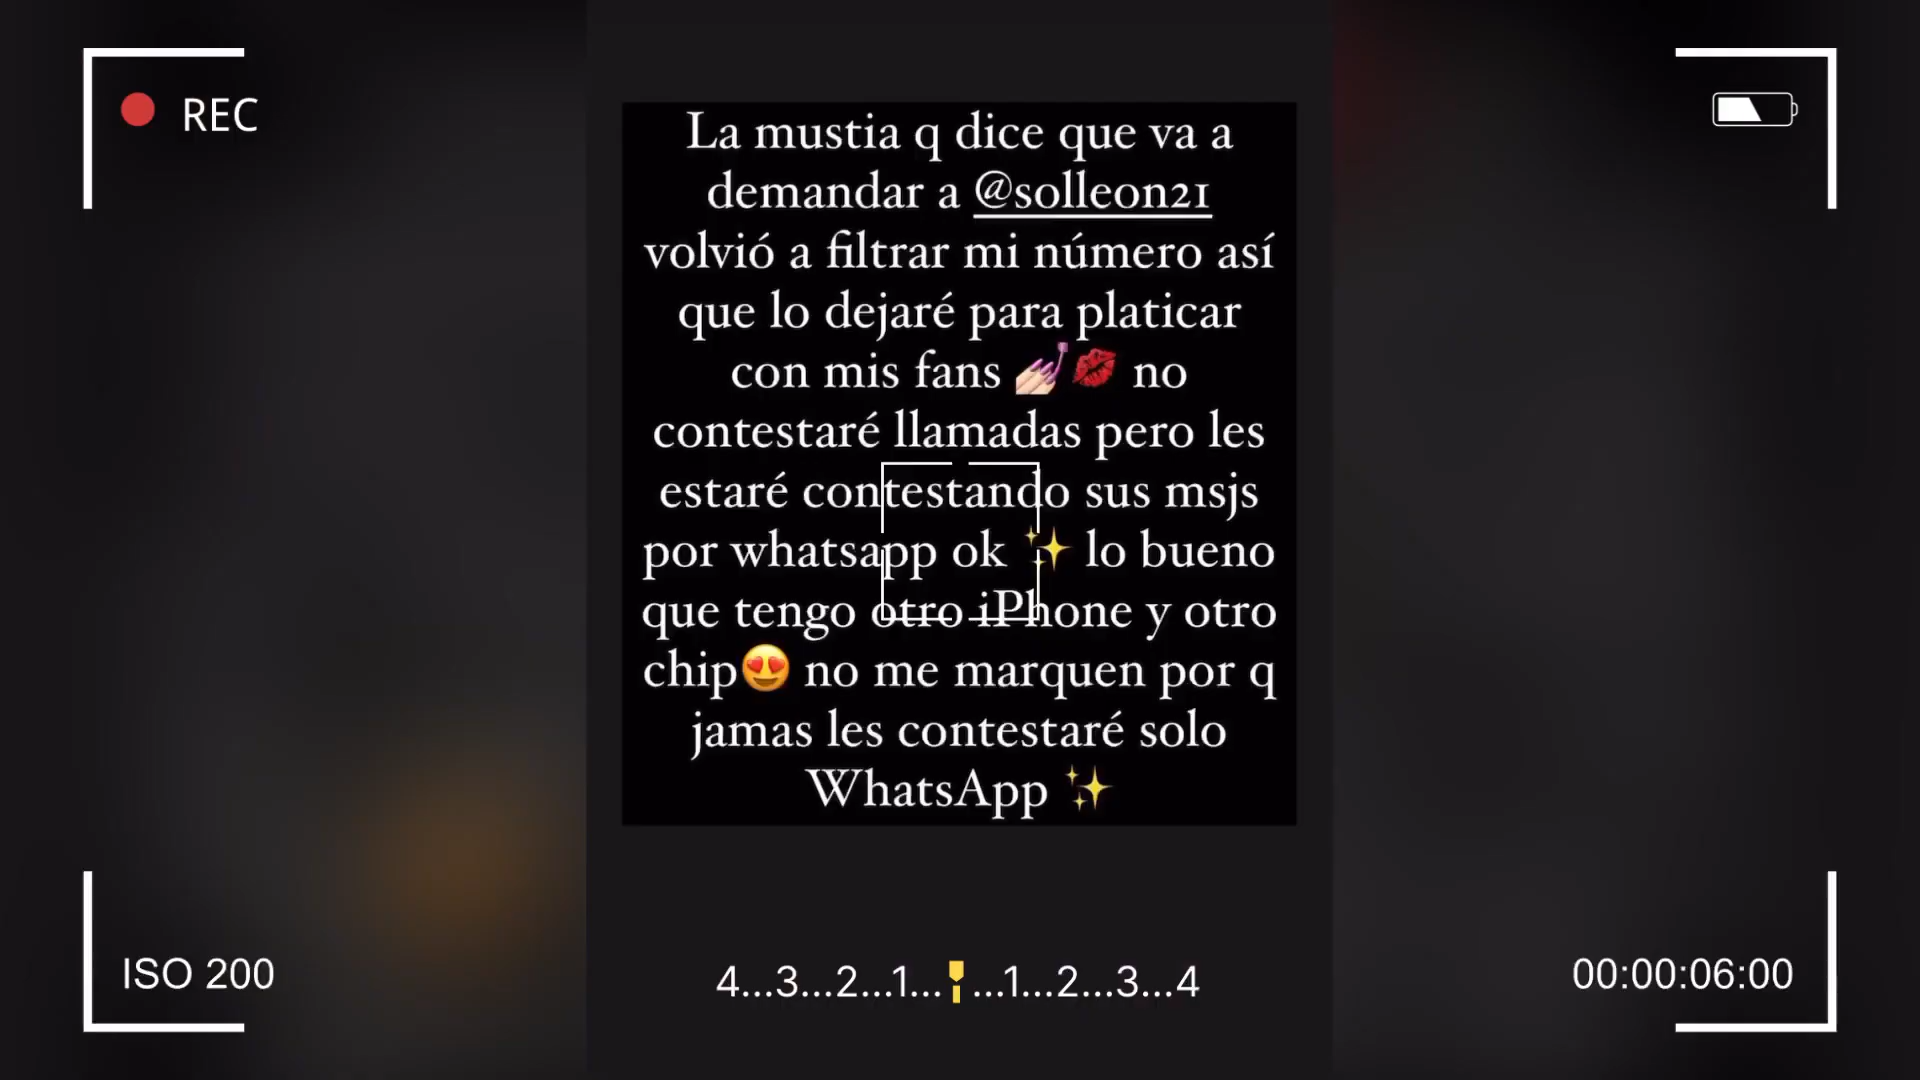 REC
La mustia q dice que va a
demandar a @solleon21
volvió a filtrar mi número así
que lo dejaré para platicar
con mis fans 💅🏻💋 no
contestaré llamadas pero les
estaré contestando sus msjs
por whatsapp ok ✨ lo bueno
que tengo otro iPhone y otro
chip😍 no me marquen por q
jamas les contestaré solo
WhatsApp ✨
ISO 200
4...3...2...1... ...1...2...3...4
00:00:06:00